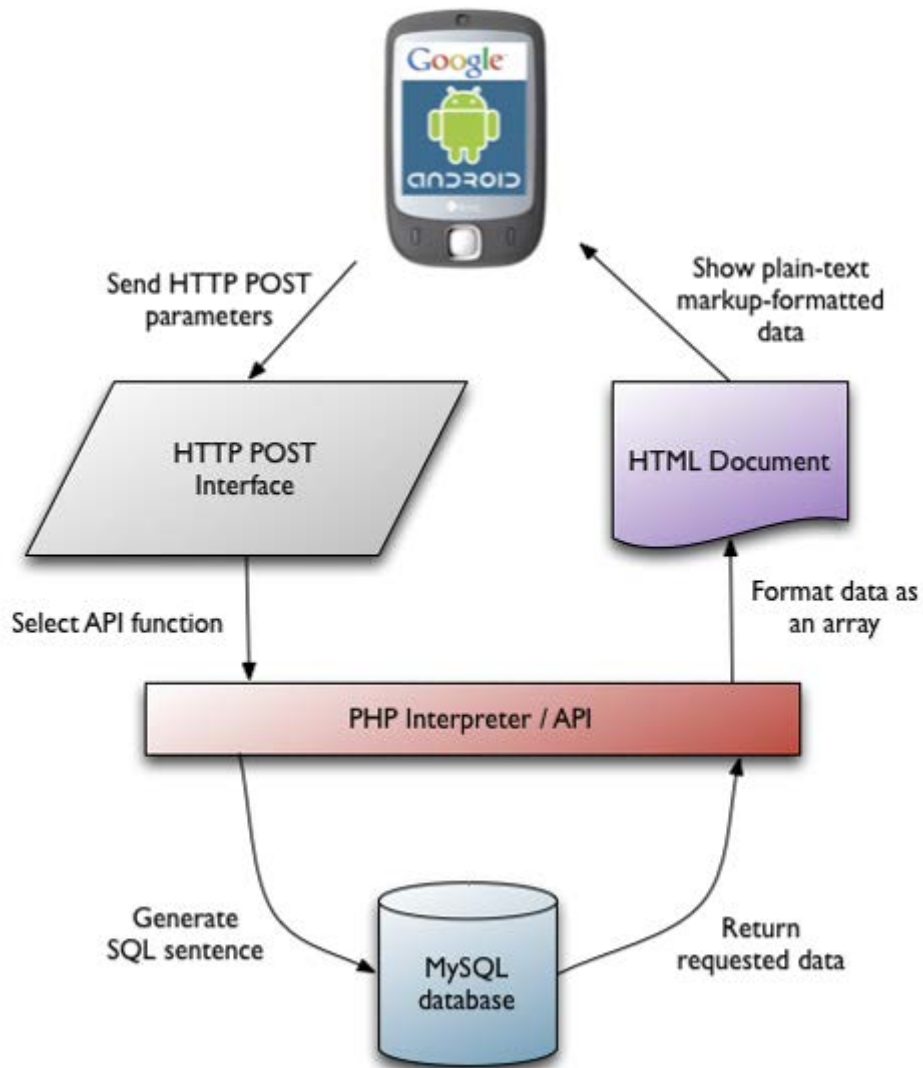 Google
ANDROID
Send HTTP POST
parameters
Show plain-text
markup-formatted
data
HTTP POST
Interface
HTML Document
Select API function
Format data as
an array
PHP Interpreter / API
Generate
SQL sentence
MySQL
database
Return
requested data